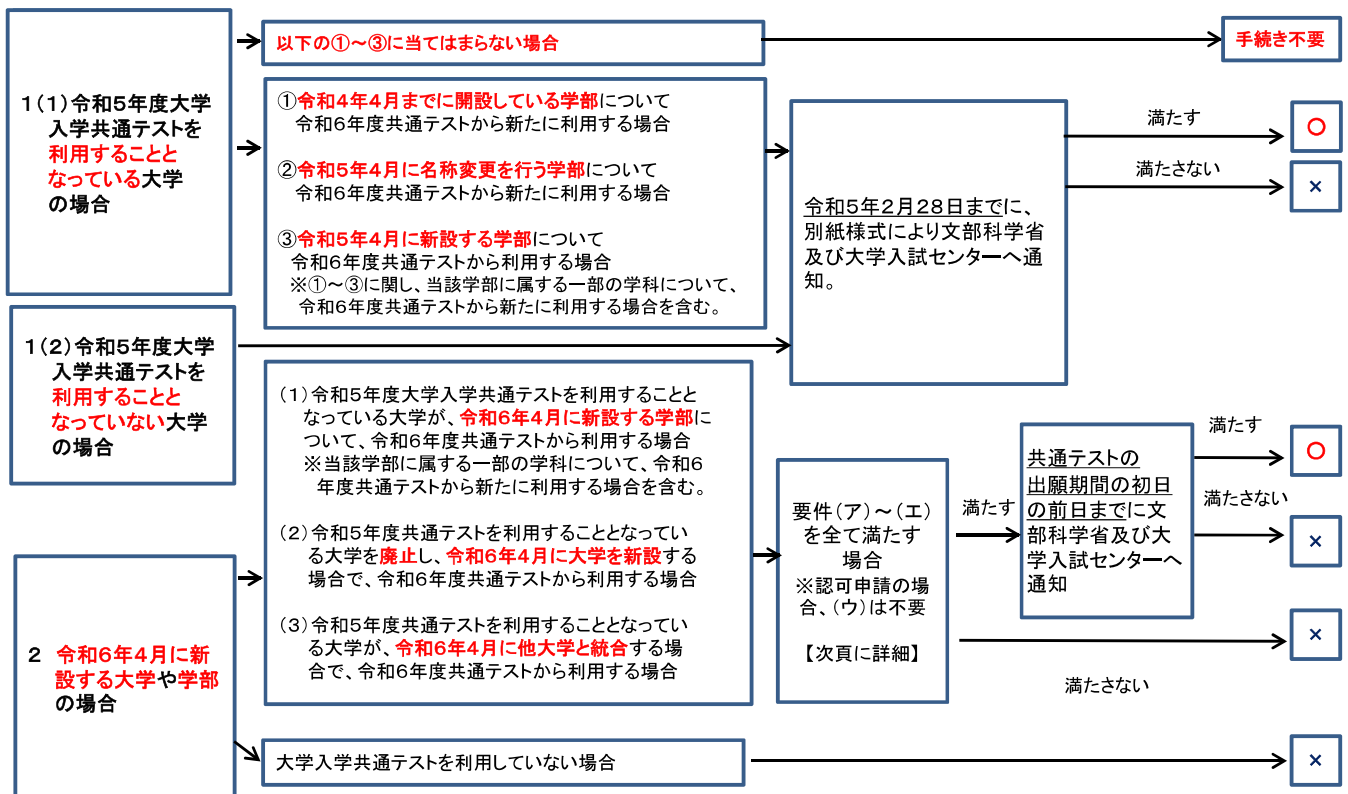 1(1)令和5年度大学
入学共通テストを
利用することと
なっている大学
の場合
以下の①～③に当てはまらない場合
手続き不要
①令和4年4月までに開設している学部について
令和6年度共通テストから新たに利用する場合
②令和5年4月に名称変更を行う学部について
令和6年度共通テストから新たに利用する場合
③令和5年4月に新設する学部について
令和6年度共通テストから利用する場合
※①～③に関し、当該学部に属する一部の学科について、
令和6年度共通テストから新たに利用する場合を含む。
令和5年2月28日までに、
別紙様式により文部科学省
及び大学入試センターへ通
知。
満たす
○
満たさない
×
1(2)令和5年度大学
入学共通テストを
利用することと
なっていない大学
の場合
2 令和6年4月に新
設する大学や学部
の場合
(1)令和5年度大学入学共通テストを利用することと
なっている大学が、令和6年4月に新設する学部に
ついて、令和6年度共通テストから利用する場合
※当該学部に属する一部の学科について、令和6
年度共通テストから新たに利用する場合を含む。
(2)令和5年度共通テストを利用することとなってい
る大学を廃止し、令和6年4月に大学を新設する
場合で、令和6年度共通テストから利用する場合
(3)令和5年度共通テストを利用することとなってい
る大学が、令和6年4月に他大学と統合する場
合で、令和6年度共通テストから利用する場合
要件(ア)～(エ)
を全て満たす
場合
※認可申請の場
合、(ウ)は不要
【次頁に詳細】
満たす
共通テストの
出願期間の初日
の前日までに文
部科学省及び大
学入試センターへ
通知
満たす
○
満たさない
×
満たさない
×
大学入学共通テストを利用していない場合
×